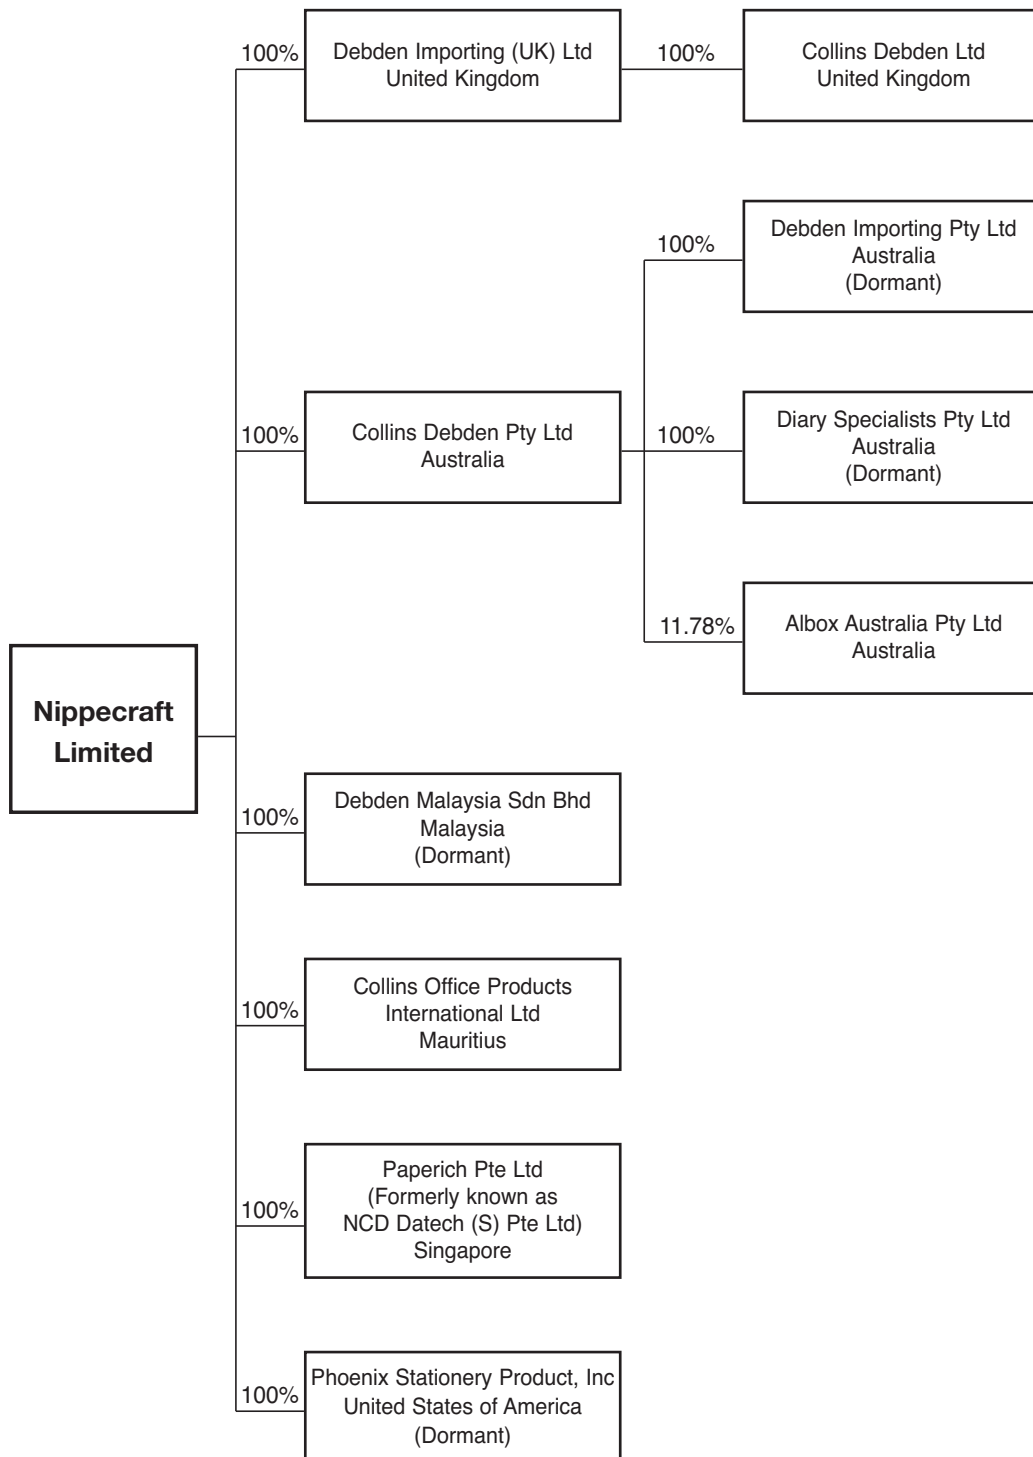 100%
Debden Importing (UK) Ltd
United Kingdom
100%
Collins Debden Ltd
United Kingdom
100%
Debden Importing Pty Ltd
Australia
(Dormant)
100%
Collins Debden Pty Ltd
Australia
100%
Diary Specialists Pty Ltd
Australia
(Dormant)
11.78%
Albox Australia Pty Ltd
Australia
Nippecraft
Limited
100%
Debden Malaysia Sdn Bhd
Malaysia
(Dormant)
100%
Collins Office Products
International Ltd
Mauritius
100%
Paperich Pte Ltd
(Formerly known as
NCD Datech (S) Pte Ltd)
Singapore
100%
Phoenix Stationery Product, Inc
United States of America
(Dormant)